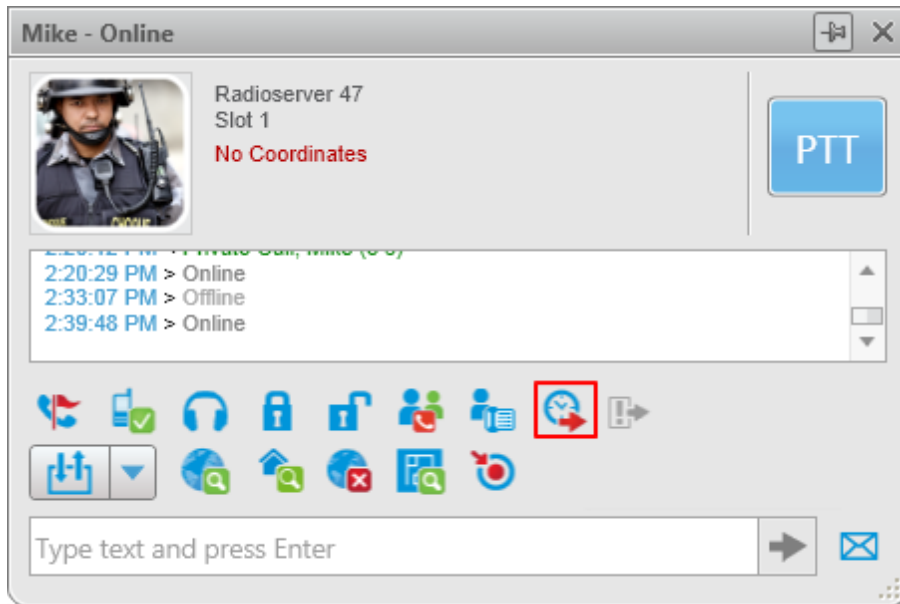 Mike - Online
Radioserver 47
Slot 1
No Coordinates
PTT
2:20:29 PM > Online
2:33:07 PM > Offline
2:39:48 PM > Online
Type text and press Enter